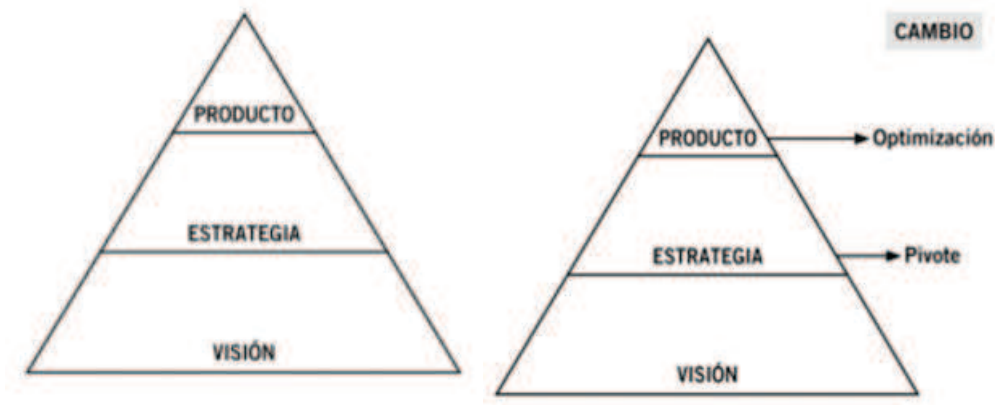 PRODUCTO
ESTRATEGIA
VISIÓN
CAMBIO
PRODUCTO
Optimización
ESTRATEGIA
Pivote
VISIÓN